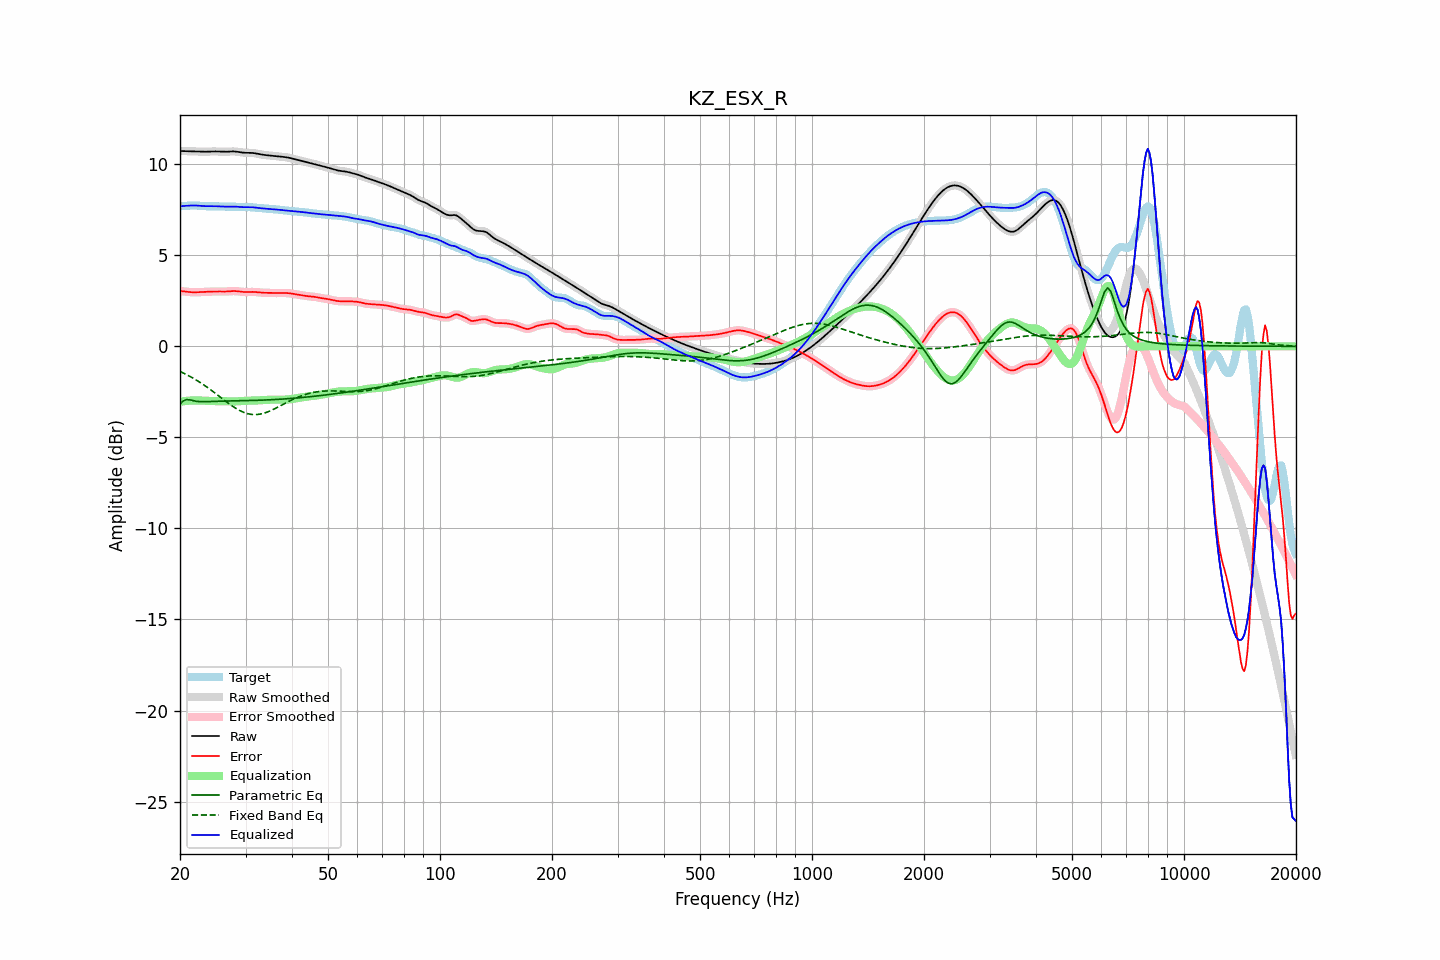 KZ_ESX_R
10
5
0
−5
−10
−15
−20
−25
Amplitude (dBr)
Target
Raw Smoothed
Error Smoothed
Raw
Error
Equalization
Parametric Eq
Fixed Band Eq
Equalized
20 50 100 200 500 1000 2000 5000 10000 20000
Frequency (Hz)